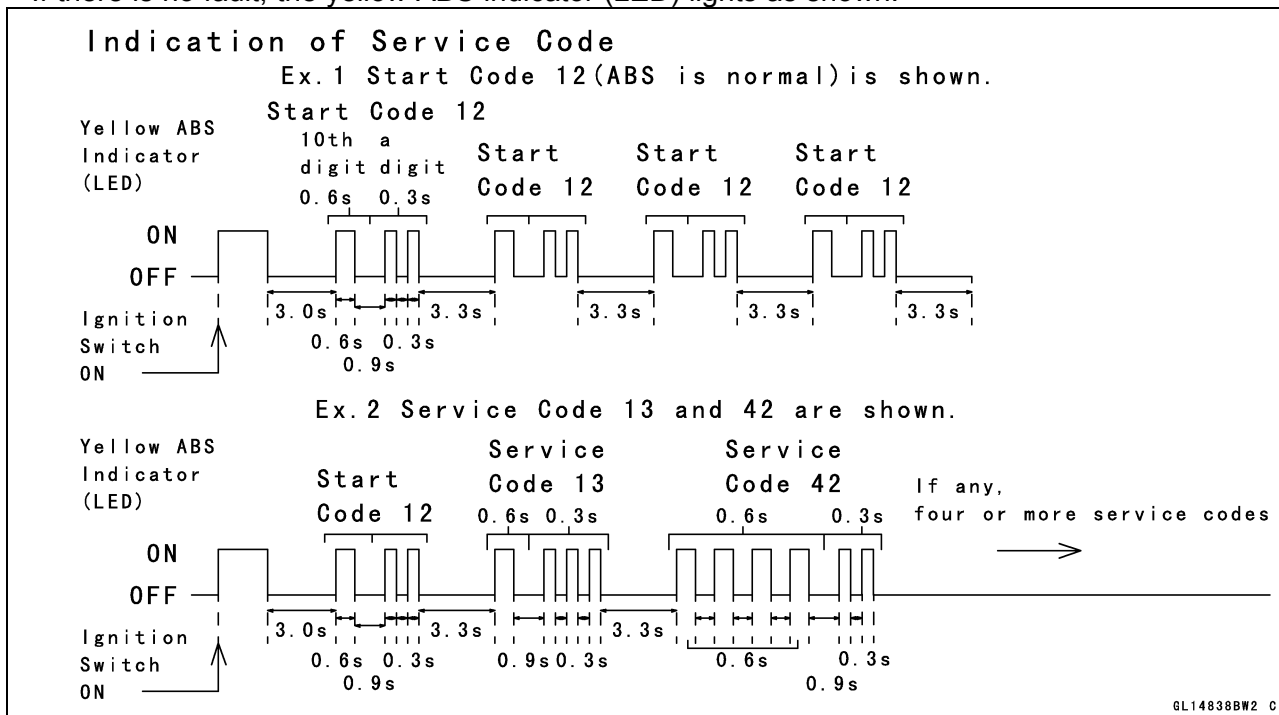 If there is no fault, the yellow ABS indicator (LED) lights as shown.
Indication of Service Code
Ex.1 Start Code 12(ABS is normal)is shown.
Start Code 12
Yellow ABS
Indicator
(LED)
10th a
digit digit
0.6s 0.3s
Start
Code 12
Start
Code 12
Start
Code 12
ON
OFF
3.0s
3.3s
3.3s
3.3s
3.3s
0.6s 0.3s
0.9s
Ignition
Switch
ON
Ex.2 Service Code 13 and 42 are shown.
Yellow ABS
Indicator
(LED)
Start
Code 12
Service
Code 13
0.6s 0.3s
Service
Code 42
0.6s 0.3s
If any,
four or more service codes
ON
OFF
3.0s
3.3s
3.3s
0.6s 0.3s
0.9s
0.9s 0.3s
0.6s
0.3s
0.9s
Ignition
Switch
ON
GL14838BW2 C